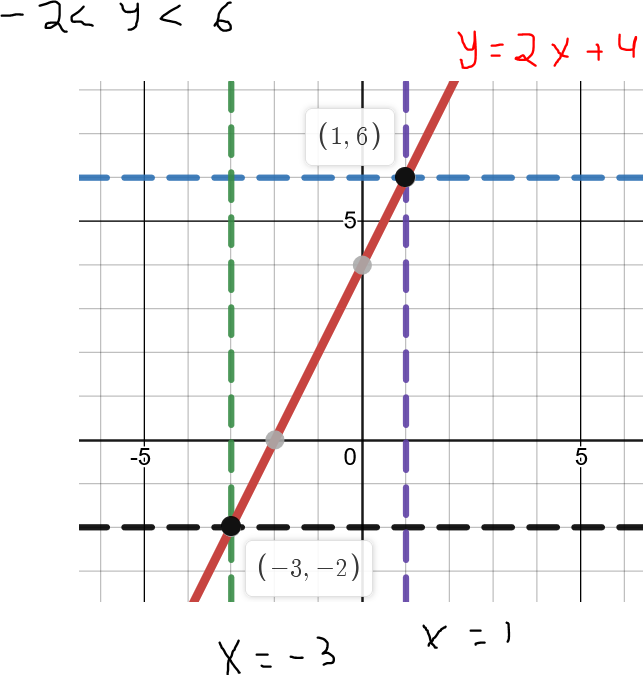 -2< y < 6
y = 2x + 4
(1, 6)
5
-5 0 5
(−3, −2)
x = -3
x = 1